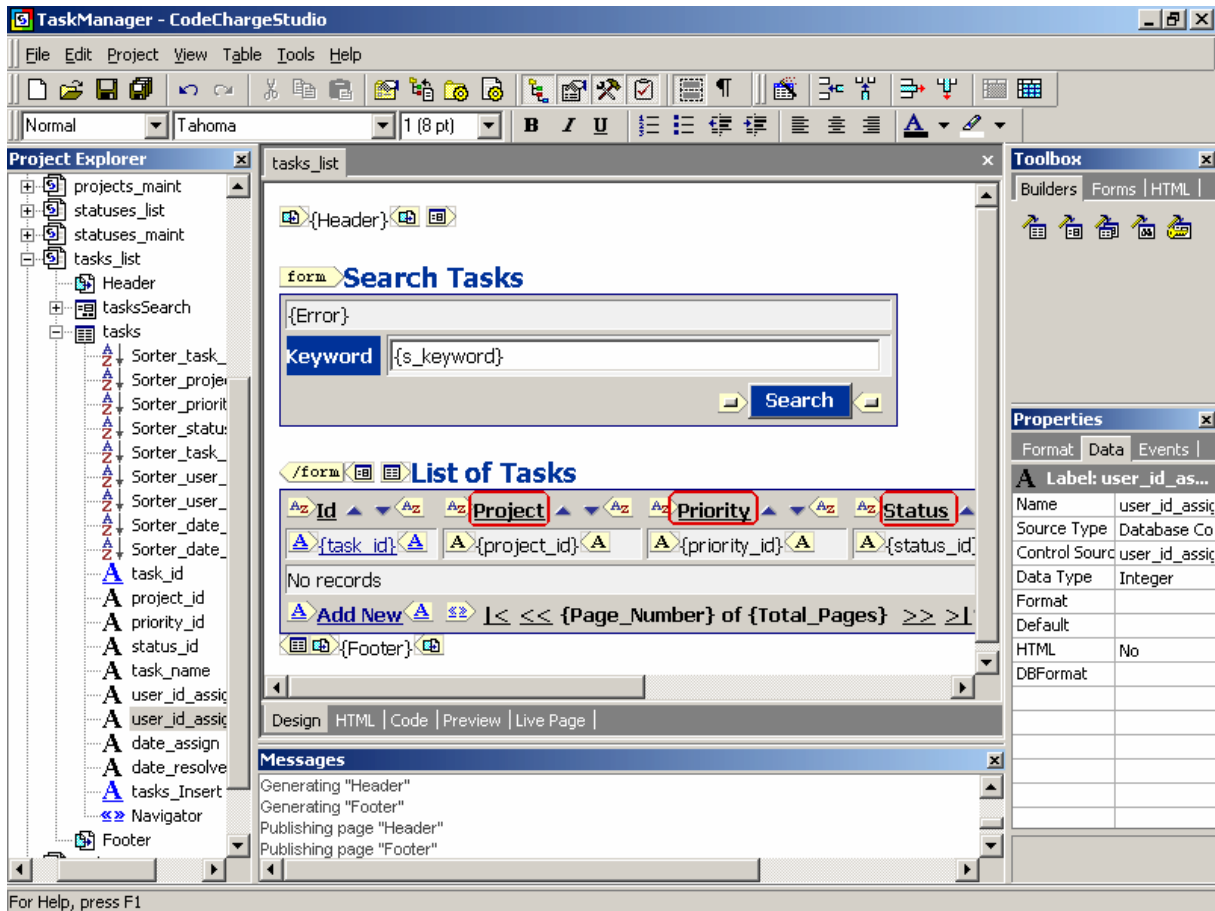 TaskManager - CodeChargeStudio
File Edit Project View Table Tools Help
Normal Tahoma 1 (8 pt) B I U A
Project Explorer
projects_maint
statuses_list
statuses_maint
tasks_list
Header
tasksSearch
tasks
Sorter_task_
Sorter_proje
Sorter_priorit
Sorter_statu
Sorter_task_
Sorter_user_
Sorter_user_
Sorter_date_
Sorter_date_
task_id
project_id
priority_id
status_id
task_name
user_id_assig
user_id_assig
date_assign
date_resolve
tasks_Insert
Navigator
Footer
tasks_list
{Header}
form Search Tasks
{Error}
Keyword {s_keyword}
Search
/form List of Tasks
Id Project Priority Status
{task_id} {project_id} {priority_id} {status_id}
No records
Add New |< << {Page_Number} of {Total_Pages} >> >|
{Footer}
Design HTML Code Preview Live Page
Messages
Generating "Header"
Generating "Footer"
Publishing page "Header"
Publishing page "Footer"
Toolbox
Builders Forms HTML
Properties
Format Data Events
A Label: user_id_as...
Name user_id_assig
Source Type Database Co
Control Sourc user_id_assig
Data Type Integer
Format
Default
HTML No
DBFormat
For Help, press F1